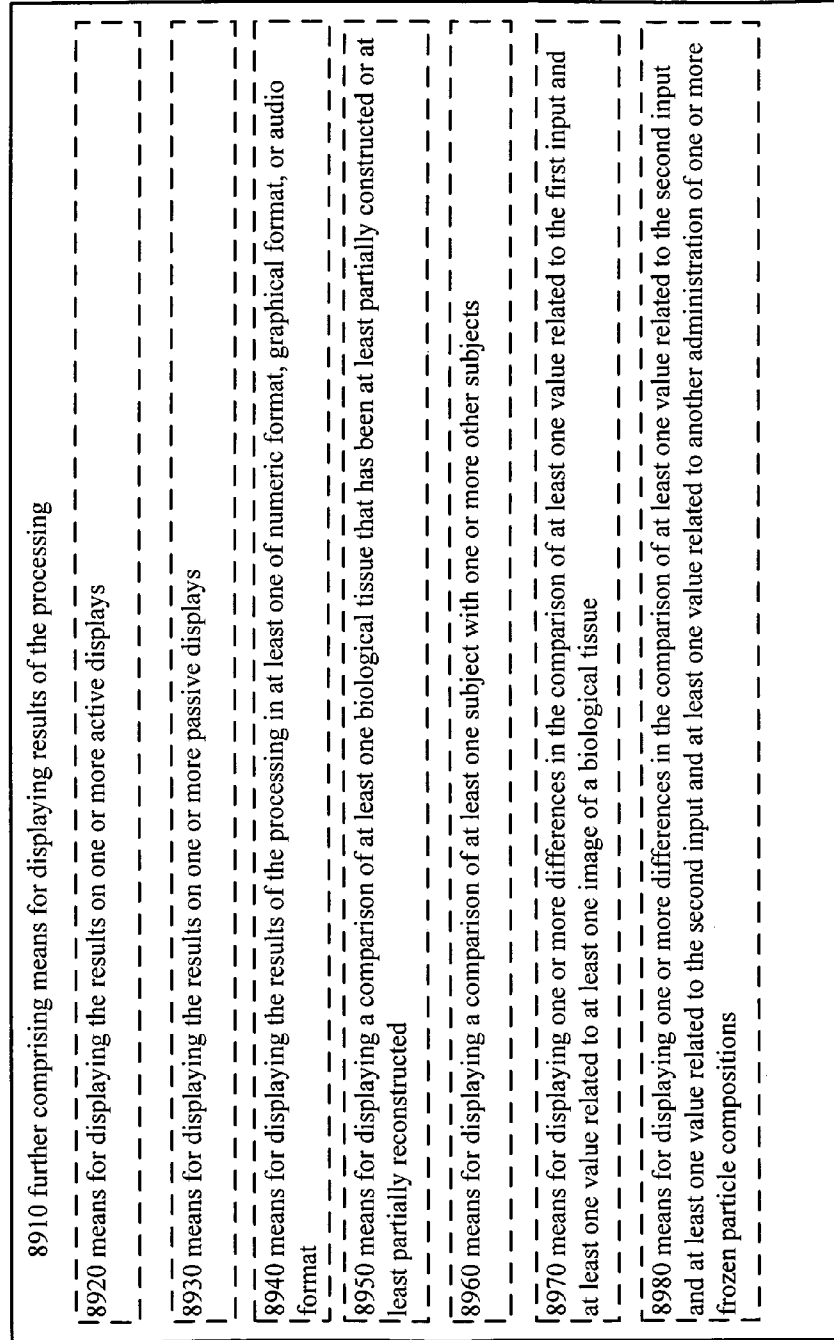 8910 further comprising means for displaying results of the processing
8920 means for displaying the results on one or more active displays
8930 means for displaying the results on one or more passive displays
8940 means for displaying the results of the processing in at least one of numeric format, graphical format, or audio
format
8950 means for displaying a comparison of at least one biological tissue that has been at least partially constructed or at
least partially reconstructed
8960 means for displaying a comparison of at least one subject with one or more other subjects
8970 means for displaying one or more differences in the comparison of at least one value related to the first input and
at least one value related to at least one image of a biological tissue
8980 means for displaying one or more differences in the comparison of at least one value related to the second input
and at least one value related to the second input and at least one value related to another administration of one or more
frozen particle compositions